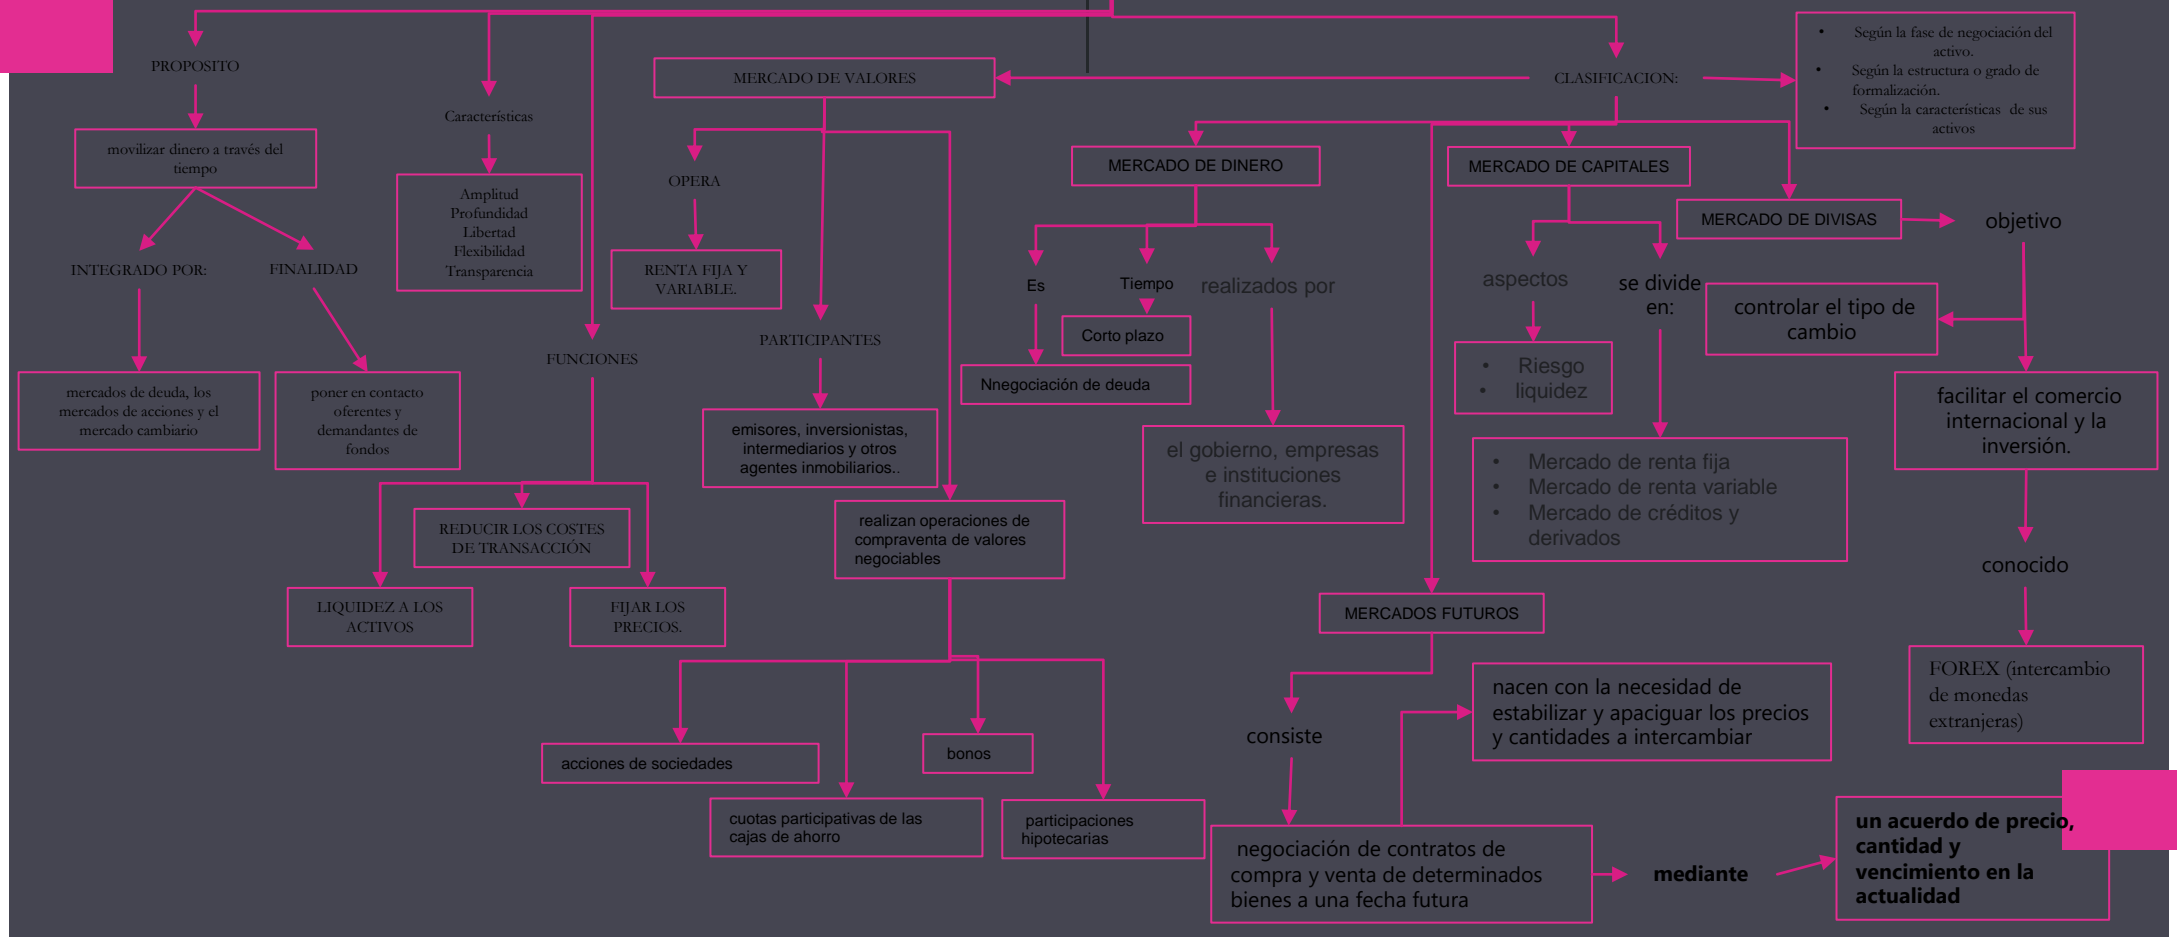 PROPOSITO
movilizar dinero a través del
tiempo
INTEGRADO POR:
FINALIDAD
mercados de deuda, los
mercados de acciones y el
mercado cambiario
poner en contacto
oferentes y
demandantes de
fondos
Características
Amplitud
Profundidad
Libertad
Flexibilidad
Transparencia
FUNCIONES
REDUCIR LOS COSTES
DE TRANSACCIÓN
LIQUIDEZ A LOS
ACTIVOS
FIJAR LOS
PRECIOS.
MERCADO DE VALORES
OPERA
RENTA FIJA Y
VARIABLE.
PARTICIPANTES
emisores, inversionistas,
intermediarios y otros
agentes inmobiliarios..
realizan operaciones de
compraventa de valores
negociables
acciones de sociedades
cuotas participativas de las
cajas de ahorro
bonos
participaciones
hipotecarias
CLASIFICACION:
• Según la fase de negociación del
activo.
• Según la estructura o grado de
formalización.
• Según la características de sus
activos
MERCADO DE DINERO
Es
Nnegociación de deuda
Tiempo
Corto plazo
realizados por
el gobierno, empresas
e instituciones
financieras.
MERCADO DE CAPITALES
aspectos
• Riesgo
• liquidez
se divide
en:
• Mercado de renta fija
• Mercado de renta variable
• Mercado de créditos y
derivados
MERCADO DE DIVISAS
objetivo
controlar el tipo de
cambio
facilitar el comercio
internacional y la
inversión.
conocido
FOREX (intercambio
de monedas
extranjeras)
MERCADOS FUTUROS
consiste
negociación de contratos de
compra y venta de determinados
bienes a una fecha futura
nacen con la necesidad de
estabilizar y apaciguar los precios
y cantidades a intercambiar
mediante
un acuerdo de precio,
cantidad y
vencimiento en la
actualidad